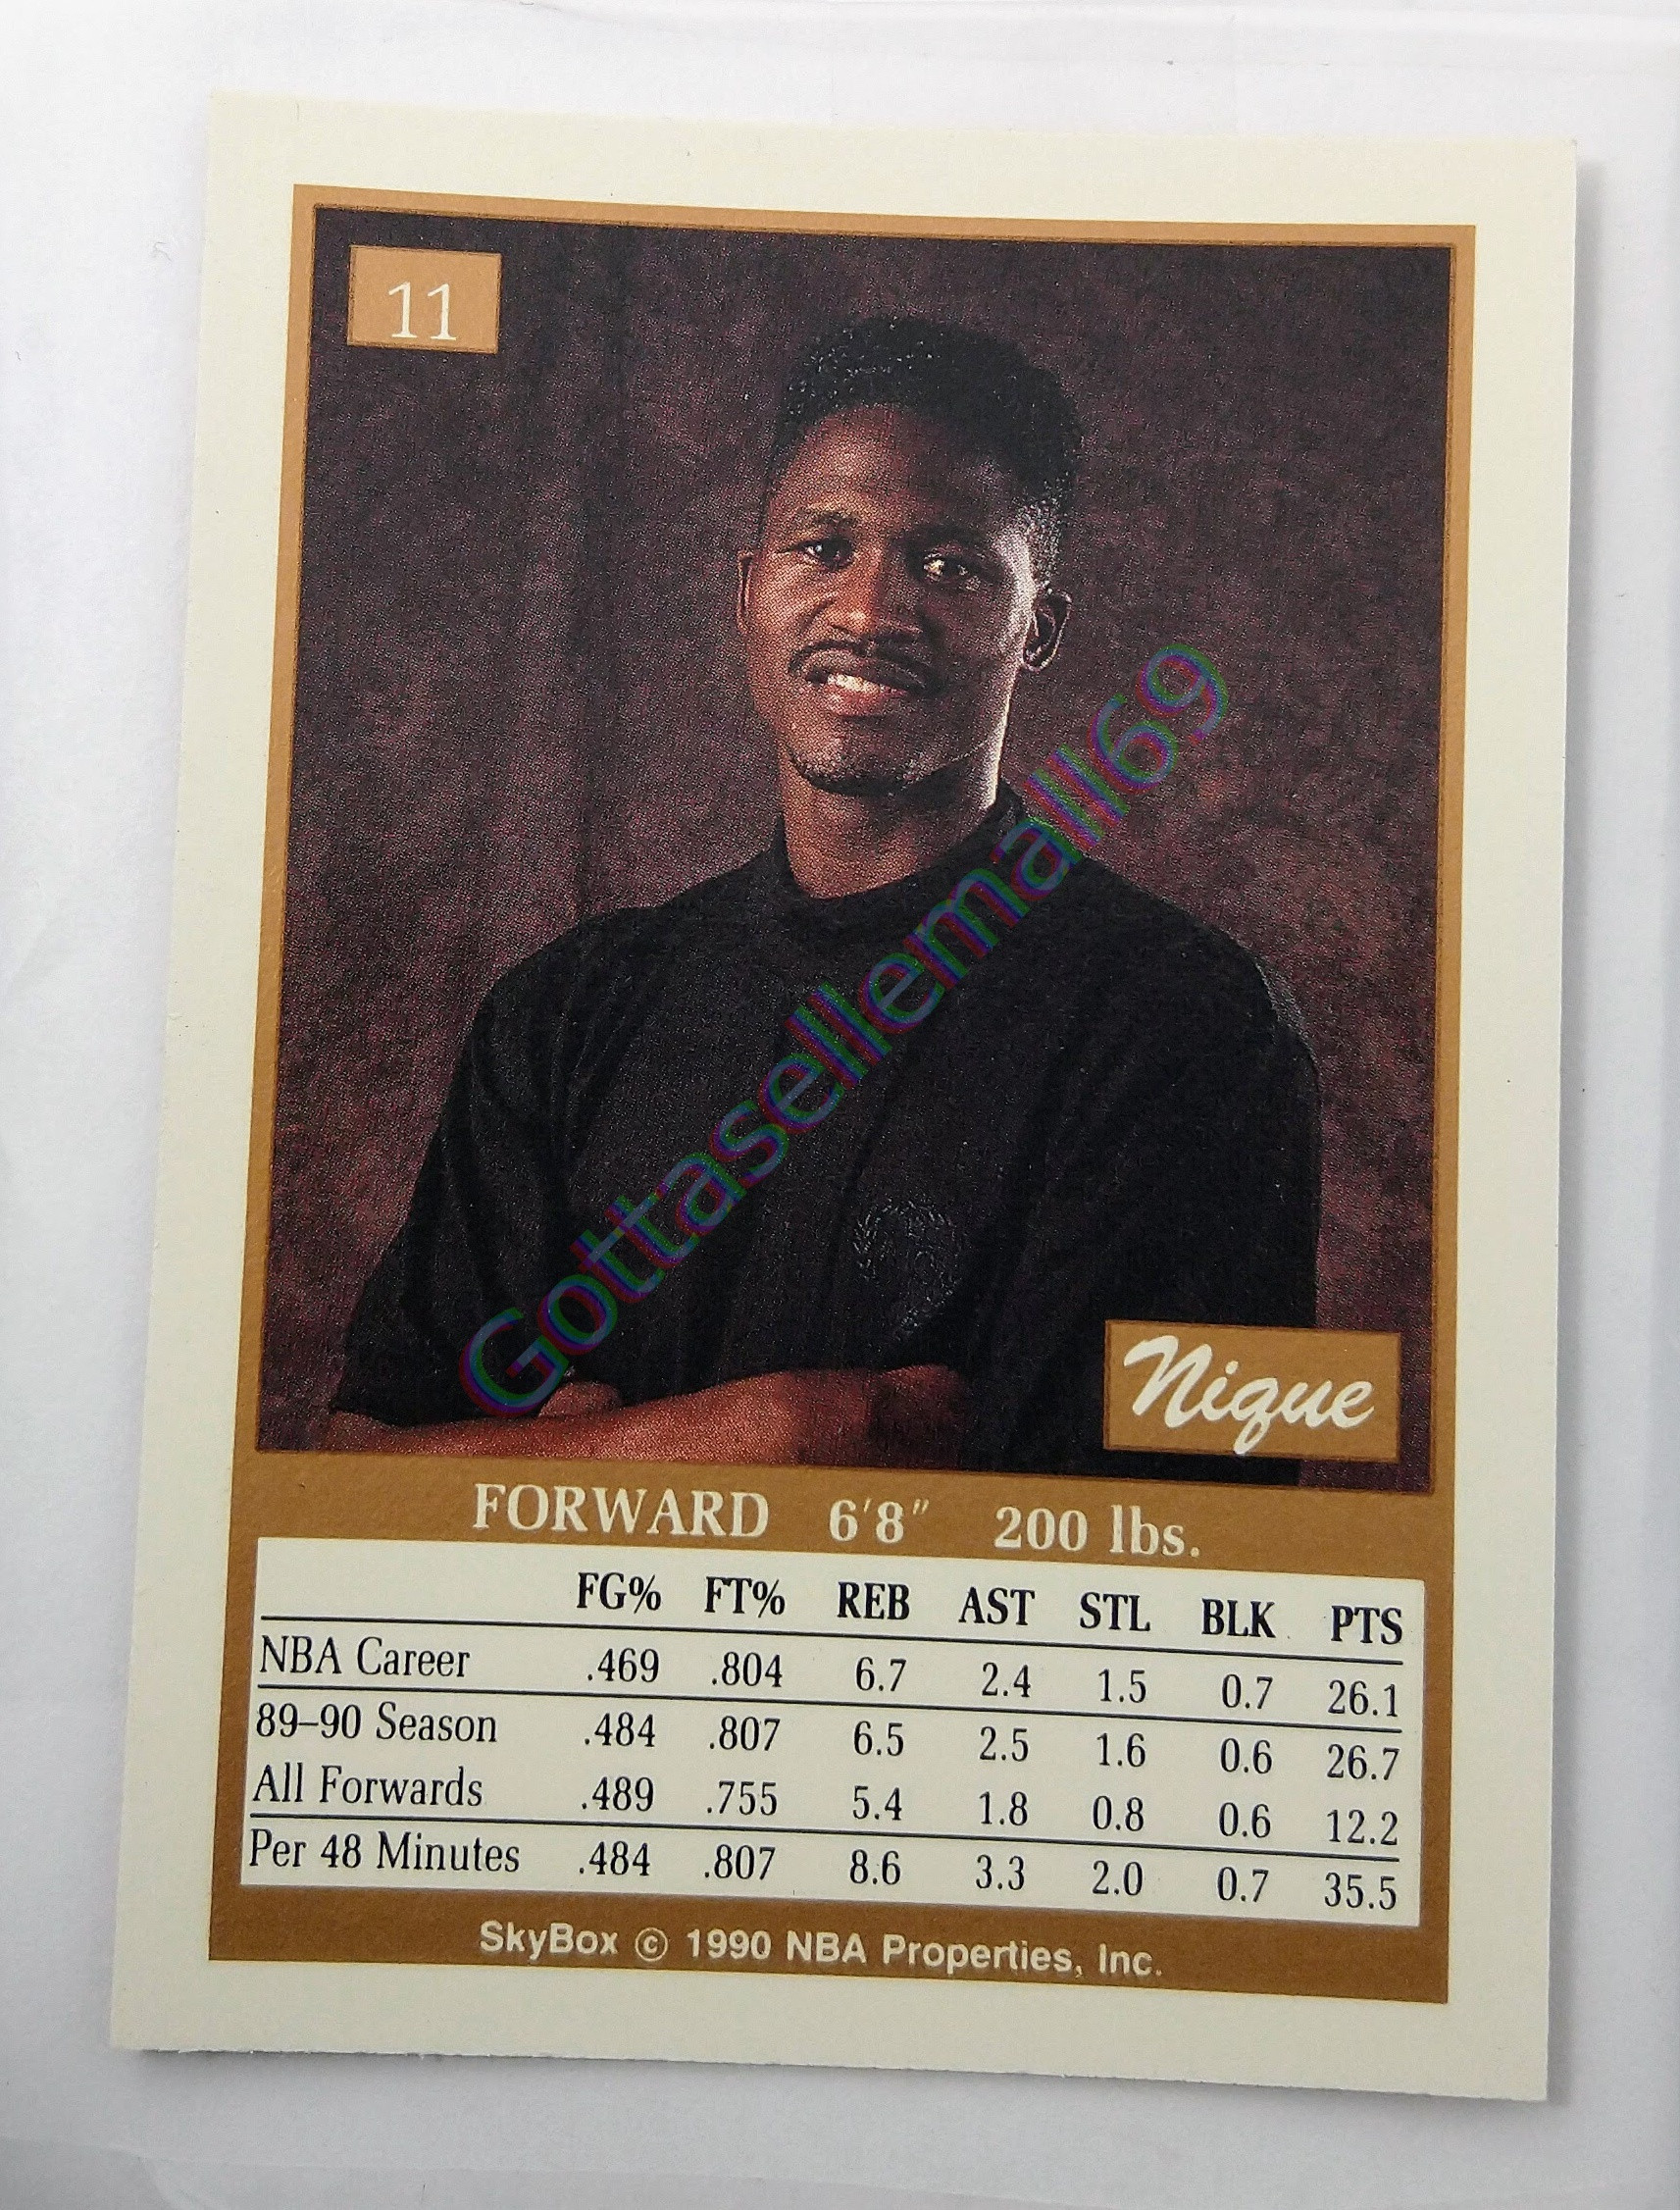 11
Gottasellemall69
Nique
FORWARD 6'8" 200 lbs.
FG% FT% REB AST STL BLK PTS
NBA Career .469 .804 6.7 2.4 1.5 0.7 26.1
89–90 Season .484 .807 6.5 2.5 1.6 0.6 26.7
All Forwards .489 .755 5.4 1.8 0.8 0.6 12.2
Per 48 Minutes .484 .807 8.6 3.3 2.0 0.7 35.5
SkyBox © 1990 NBA Properties, Inc.